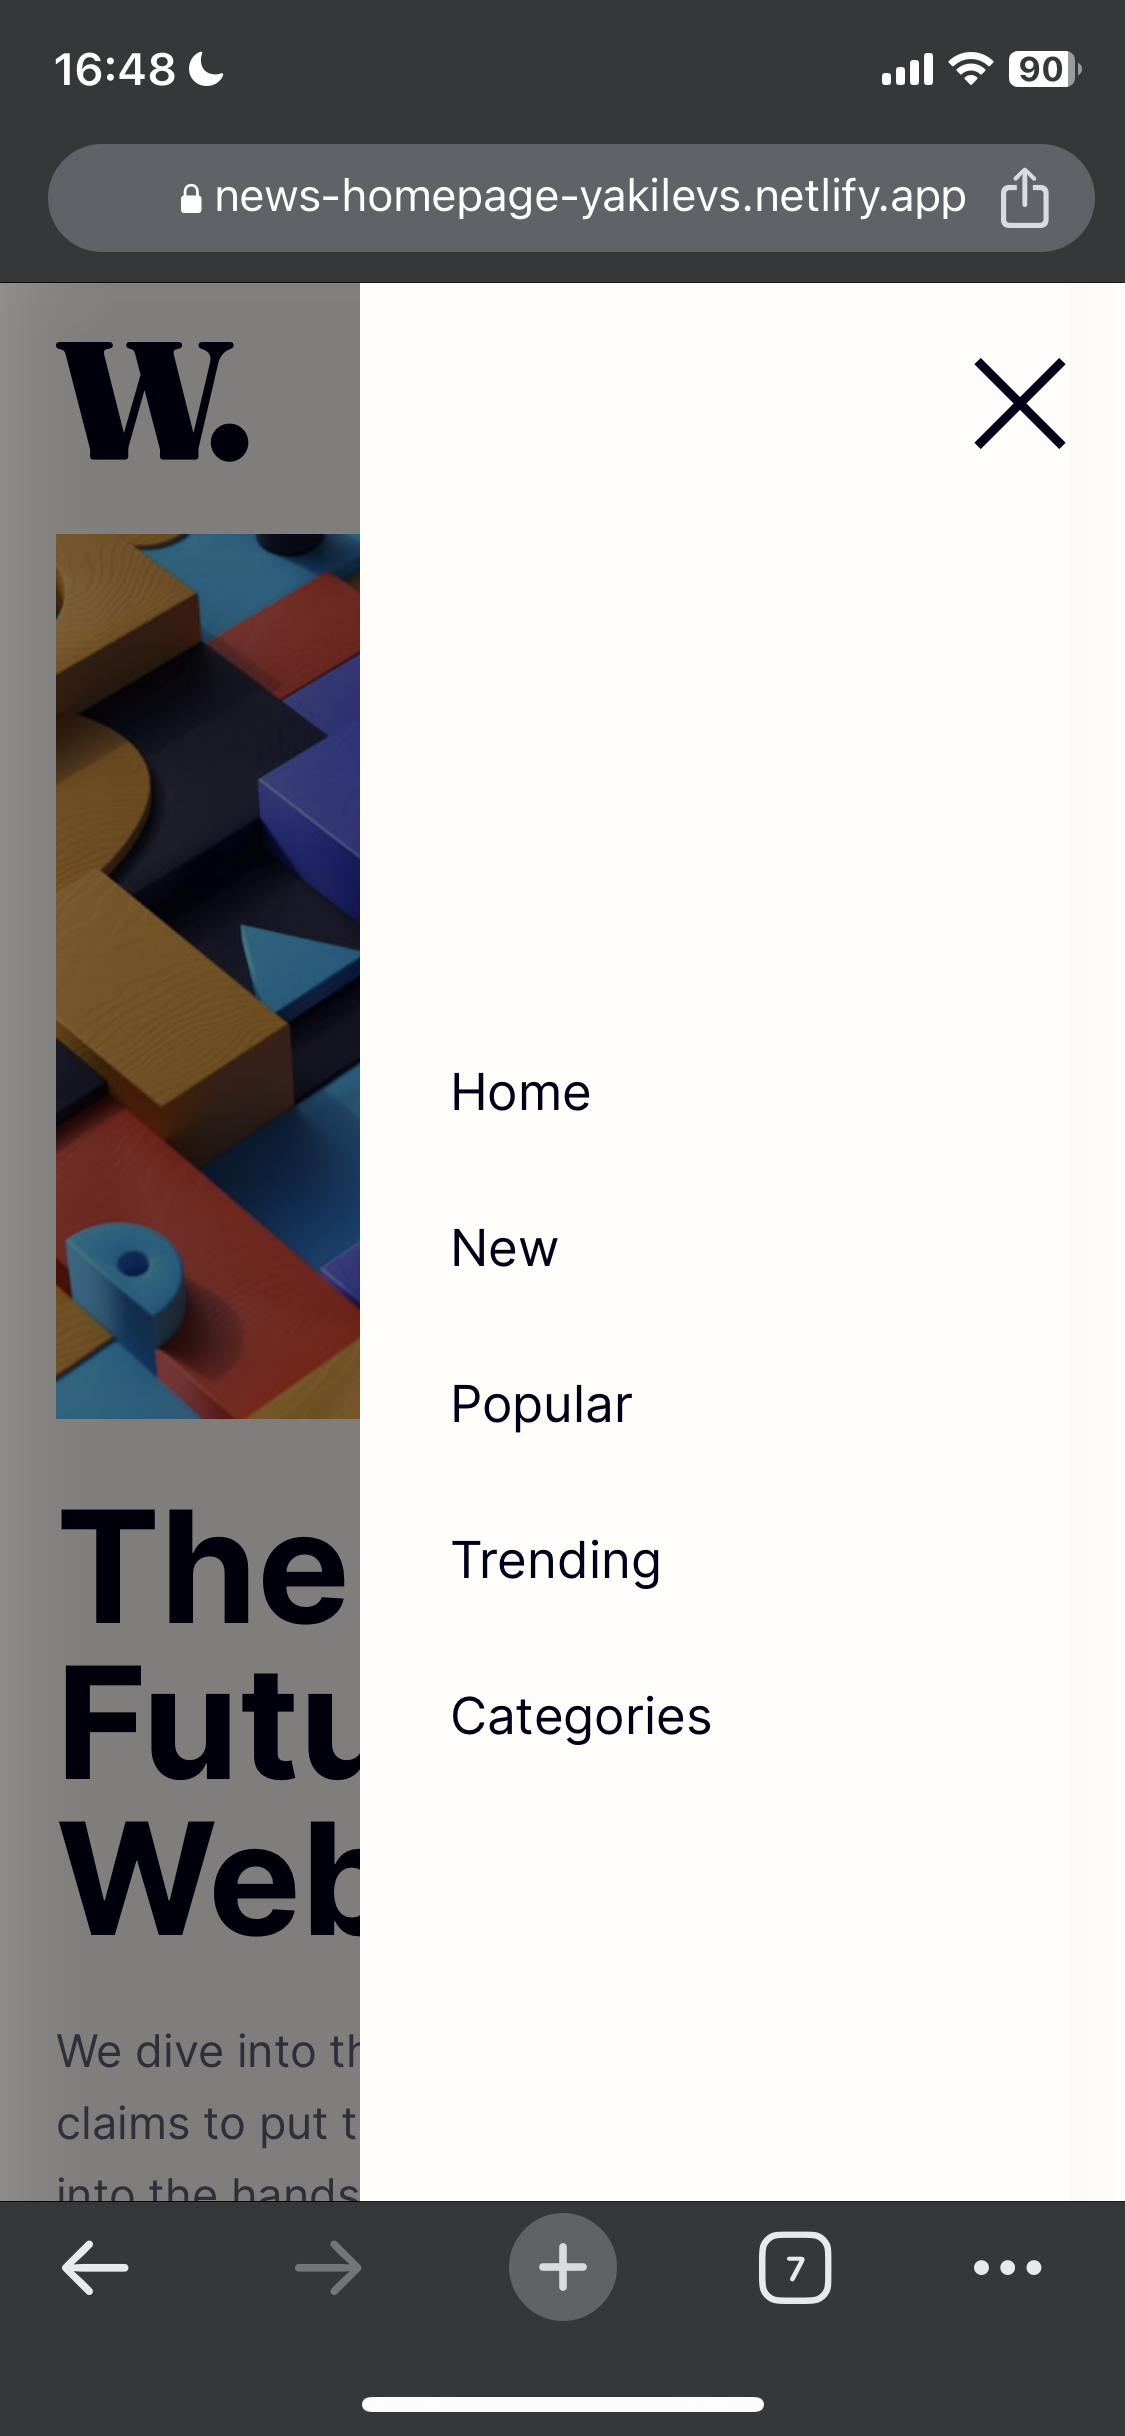 16:48
90
news-homepage-yakilevs.netlify.app
W.
Home
New
Popular
Trending
Categories
The
Futu
Web
We dive into th
claims to put t
into the hands
7